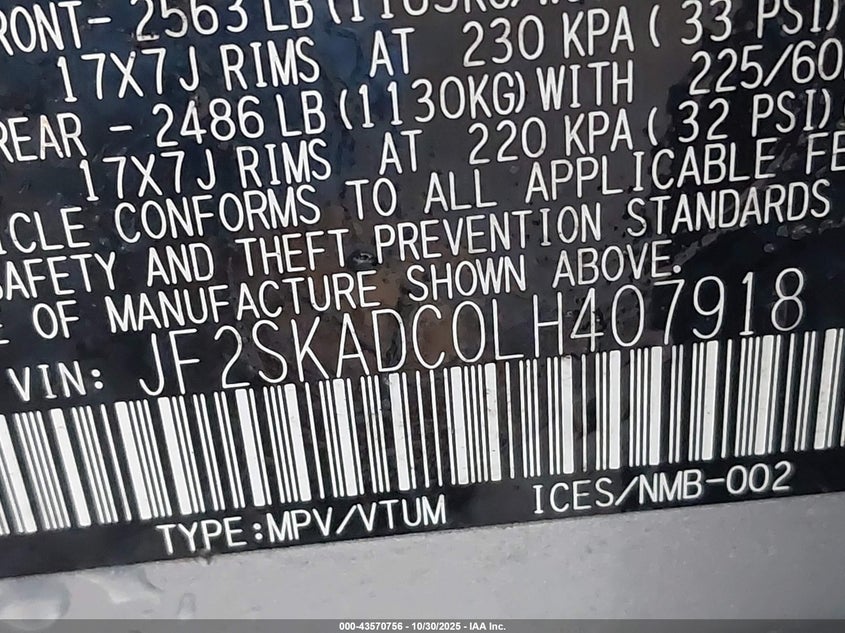 RONT- 2563 LB (1163KG)
17X7J RIMS AT 230 KPA ( 33 PSI)
REAR - 2486 LB (1130KG) WITH 225/60
17X7J RIMS AT 220 KPA ( 32 PSI)
ICLE CONFORMS TO ALL APPLICABLE FE
SAFETY AND THEFT PREVENTION STANDARDS
E OF MANUFACTURE SHOWN ABOVE.
VIN: JF2SKADC0LH407918
TYPE:MPV/VTUM ICES/NMB-002
000-43570756 - 10/30/2025 - IAA Inc.